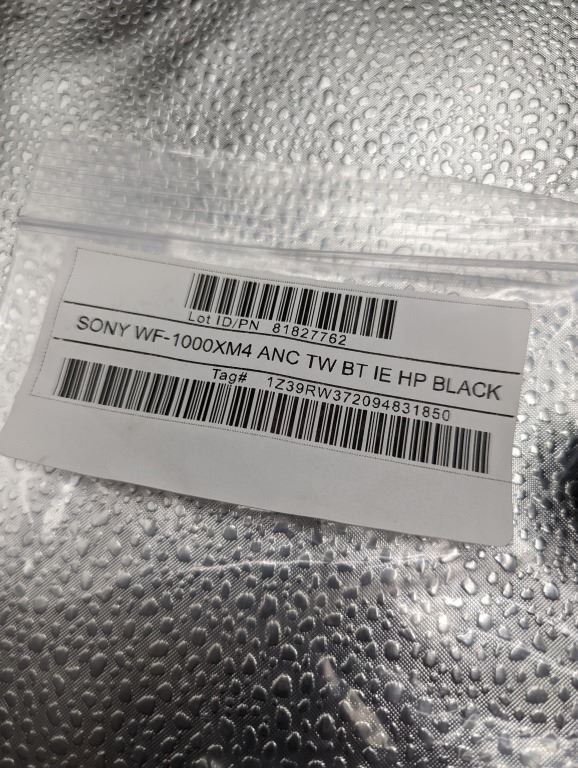 Lot ID/PN 81827762
SONY WF-1000XM4 ANC TW BT IE HP BLACK
Tag# 1Z39RW372094831850